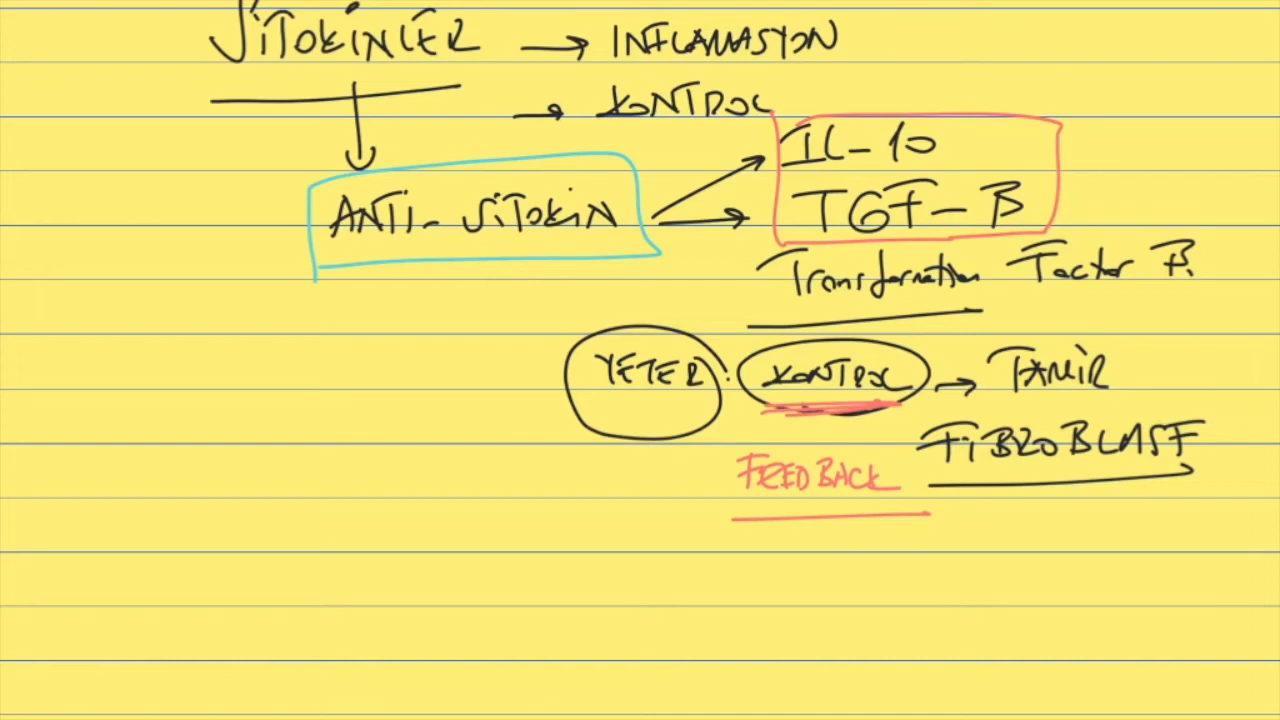 SİTOKİNLER → INFLAMASYON
→ KONTROL
IL-10
ANTİ-SİTOKİN
TGF-B
Transformation Factor B.
YETER: KONTROL → TAMİR
FİBROBLAST
FEEDBACK